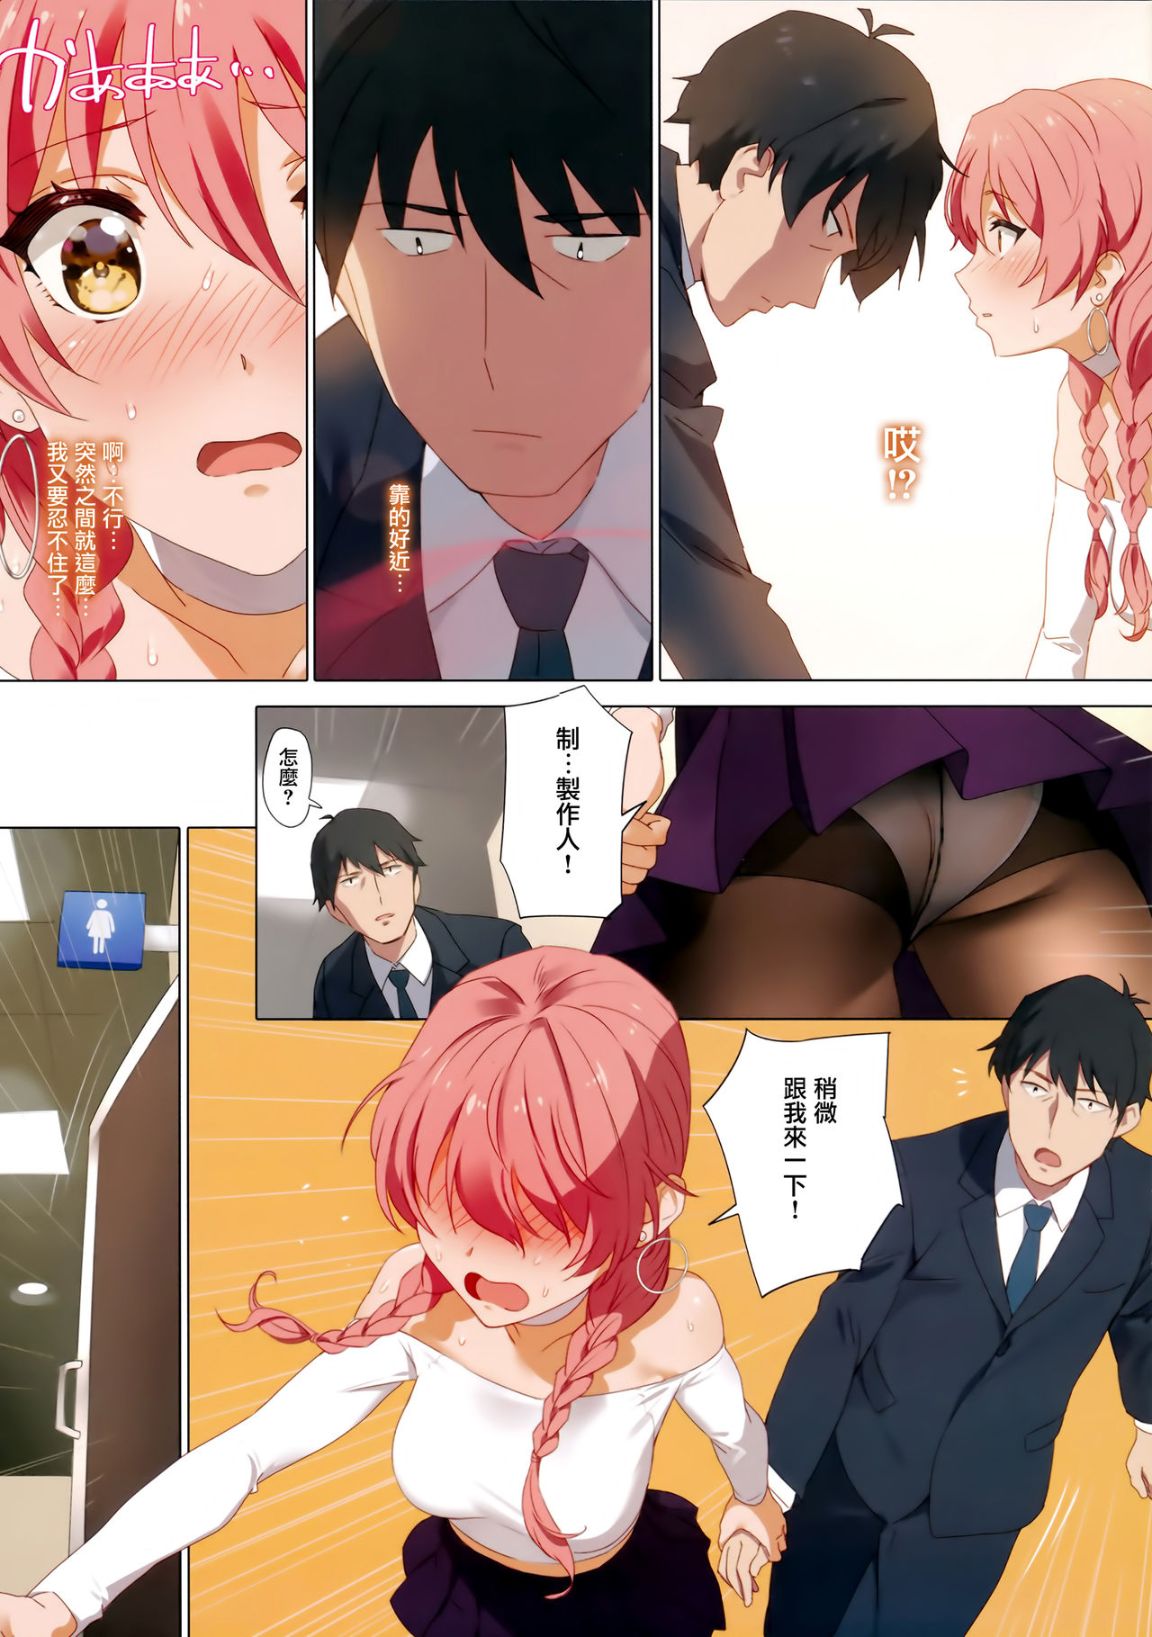 哎!?
靠的好近…
かぁぁぁぁ…
啊…不行…
突然之間就這麼…
我又要忍不住了…
制…製作人!
怎麼?
稍微
跟我來一下!